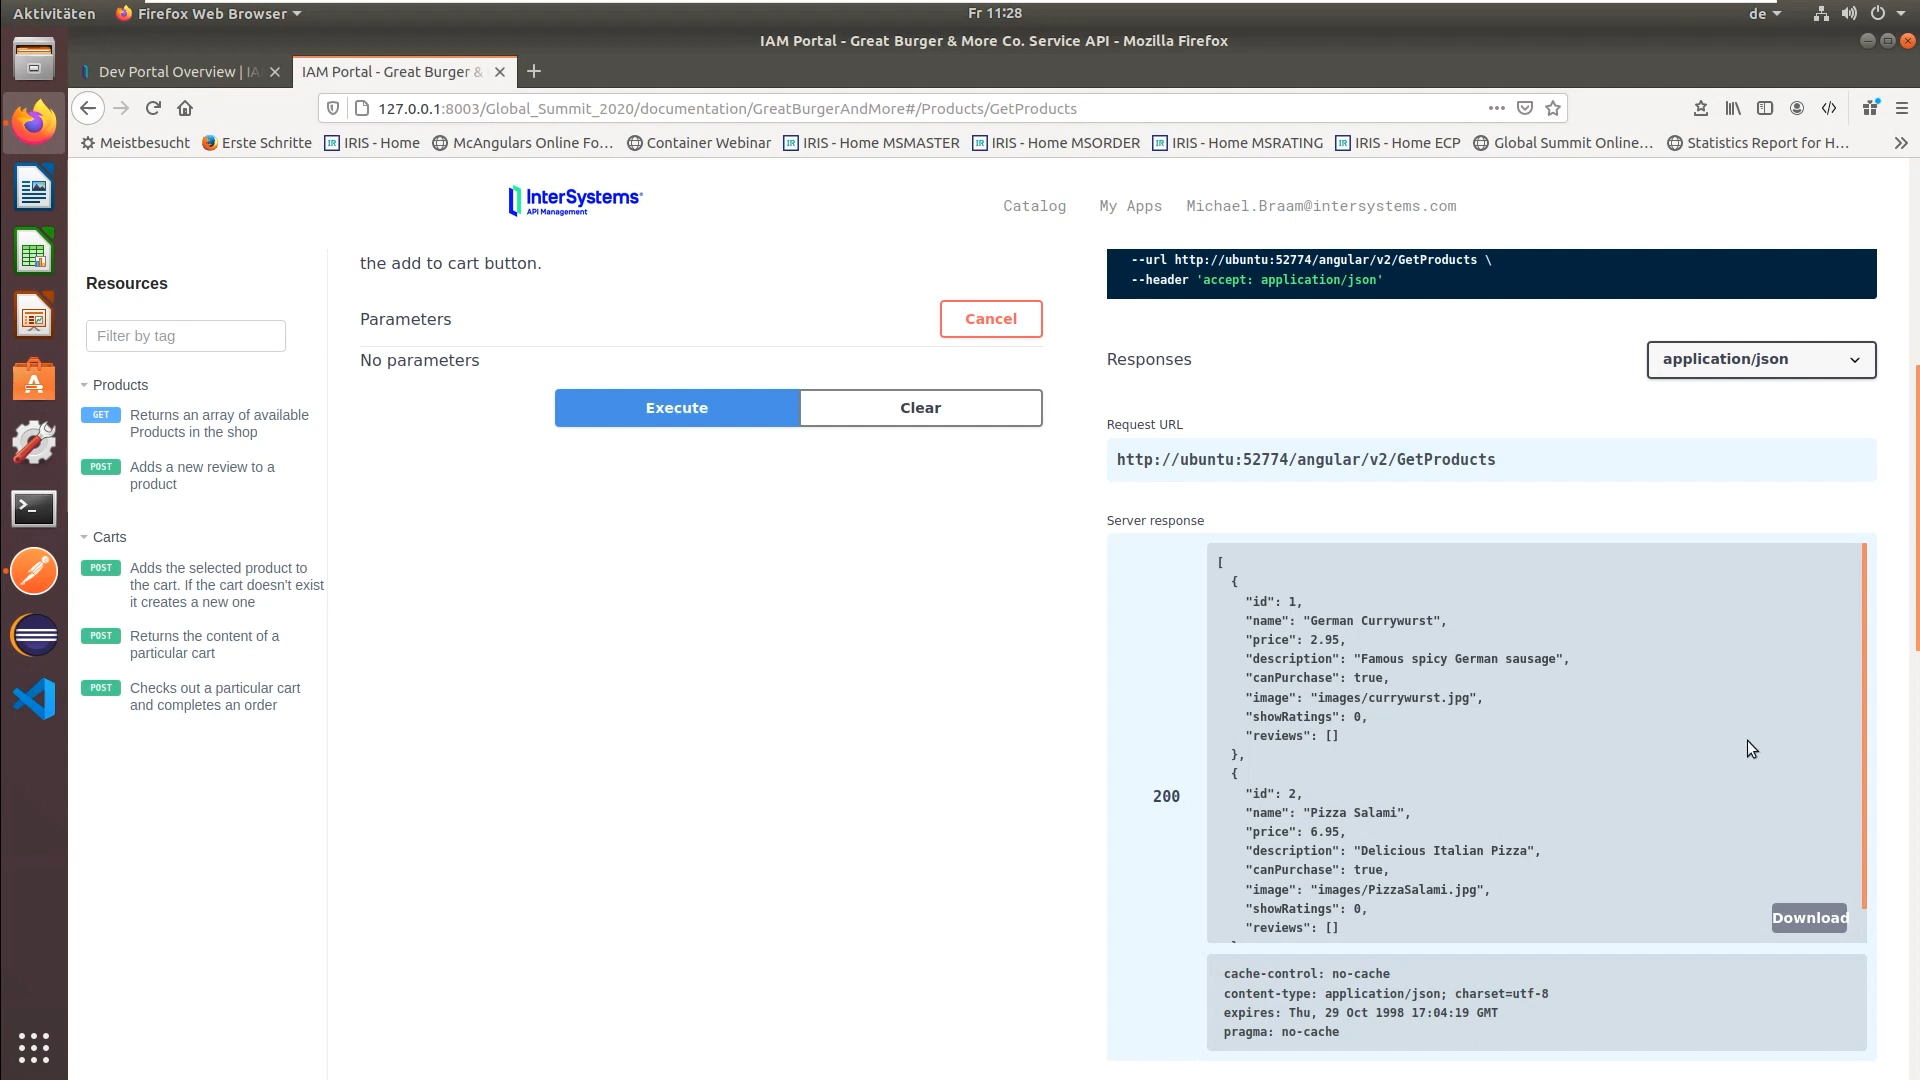 Aktivitäten
Firefox Web Browser
Fr 11:28
de
IAM Portal - Great Burger & More Co. Service API - Mozilla Firefox
Dev Portal Overview | IA
IAM Portal - Great Burger &
127.0.0.1:8003/Global_Summit_2020/documentation/GreatBurgerAndMore#/Products/GetProducts
Meistbesucht
Erste Schritte
IRIS - Home
McAngulars Online Fo...
Container Webinar
IRIS - Home MSMASTER
IRIS - Home MSORDER
IRIS - Home MSRATING
IRIS - Home ECP
Global Summit Online...
Statistics Report for H...
InterSystems
API Management
Catalog
My Apps
Michael.Braam@intersystems.com
Resources
Filter by tag
Products
GET
Returns an array of available
Products in the shop
POST
Adds a new review to a
product
Carts
POST
Adds the selected product to
the cart. If the cart doesn't exist
it creates a new one
POST
Returns the content of a
particular cart
POST
Checks out a particular cart
and completes an order
the add to cart button.
Parameters
Cancel
No parameters
Execute
Clear
--url http://ubuntu:52774/angular/v2/GetProducts \
--header 'accept: application/json'
Responses
application/json
Request URL
http://ubuntu:52774/angular/v2/GetProducts
Server response
200
[
{
"id": 1,
"name": "German Currywurst",
"price": 2.95,
"description": "Famous spicy German sausage",
"canPurchase": true,
"image": "images/currywurst.jpg",
"showRatings": 0,
"reviews": []
},
{
"id": 2,
"name": "Pizza Salami",
"price": 6.95,
"description": "Delicious Italian Pizza",
"canPurchase": true,
"image": "images/PizzaSalami.jpg",
"showRatings": 0,
"reviews": []
Download
cache-control: no-cache
content-type: application/json; charset=utf-8
expires: Thu, 29 Oct 1998 17:04:19 GMT
pragma: no-cache